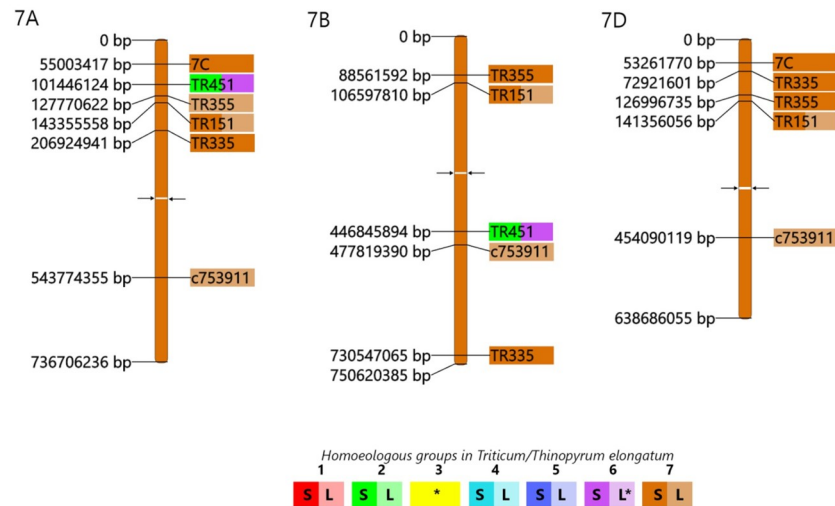 7A
0 bp
55003417 bp 7C
101446124 bp TR451
127770622 bp TR355
143355558 bp TR151
206924941 bp TR335
543774355 bp c753911
736706236 bp
7B
0 bp
88561592 bp TR355
106597810 bp TR151
446845894 bp TR451
477819390 bp c753911
730547065 bp TR335
750620385 bp
7D
0 bp
53261770 bp 7C
72921601 bp TR335
126996735 bp TR355
141356056 bp TR151
454090119 bp c753911
638686055 bp
Homoeologous groups in Triticum/Thinopyrum elongatum
1 2 3 4 5 6 7
S L S L * S L S L S L* S L